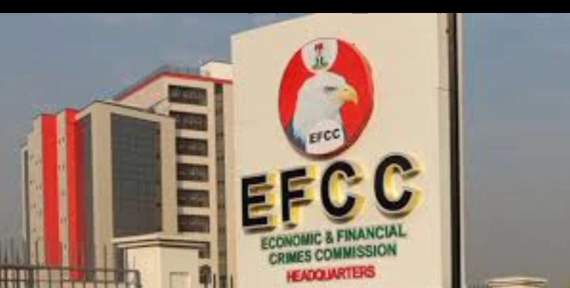 EFCC
EFCC
ECONOMIC & FINANCIAL
CRIMES COMMISSION
HEADQUARTERS